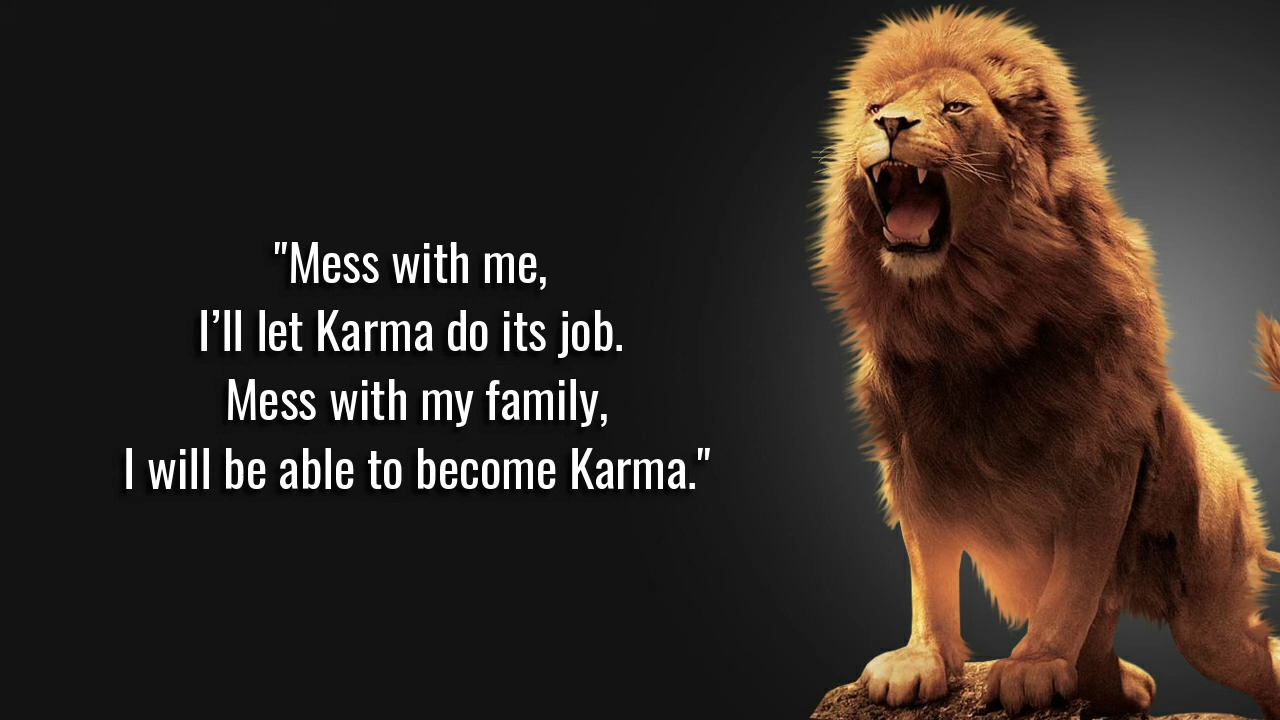 "Mess with me,
I’ll let Karma do its job.
Mess with my family,
I will be able to become Karma."